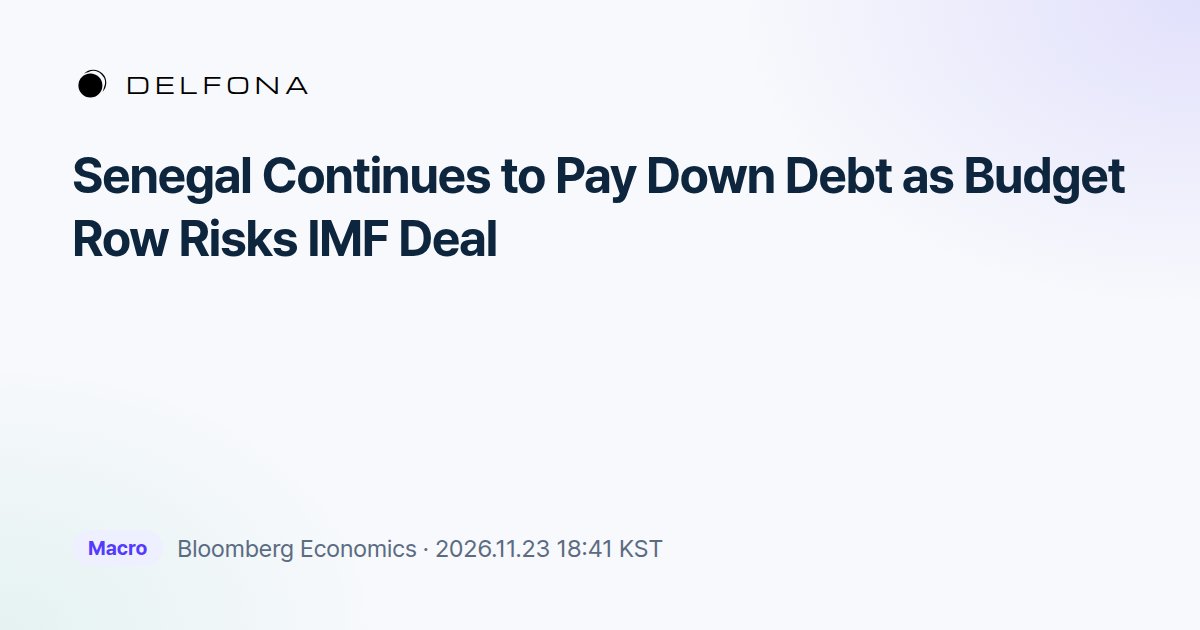 DELFONA
Senegal Continues to Pay Down Debt as Budget
Row Risks IMF Deal
Macro Bloomberg Economics · 2026.11.23 18:41 KST